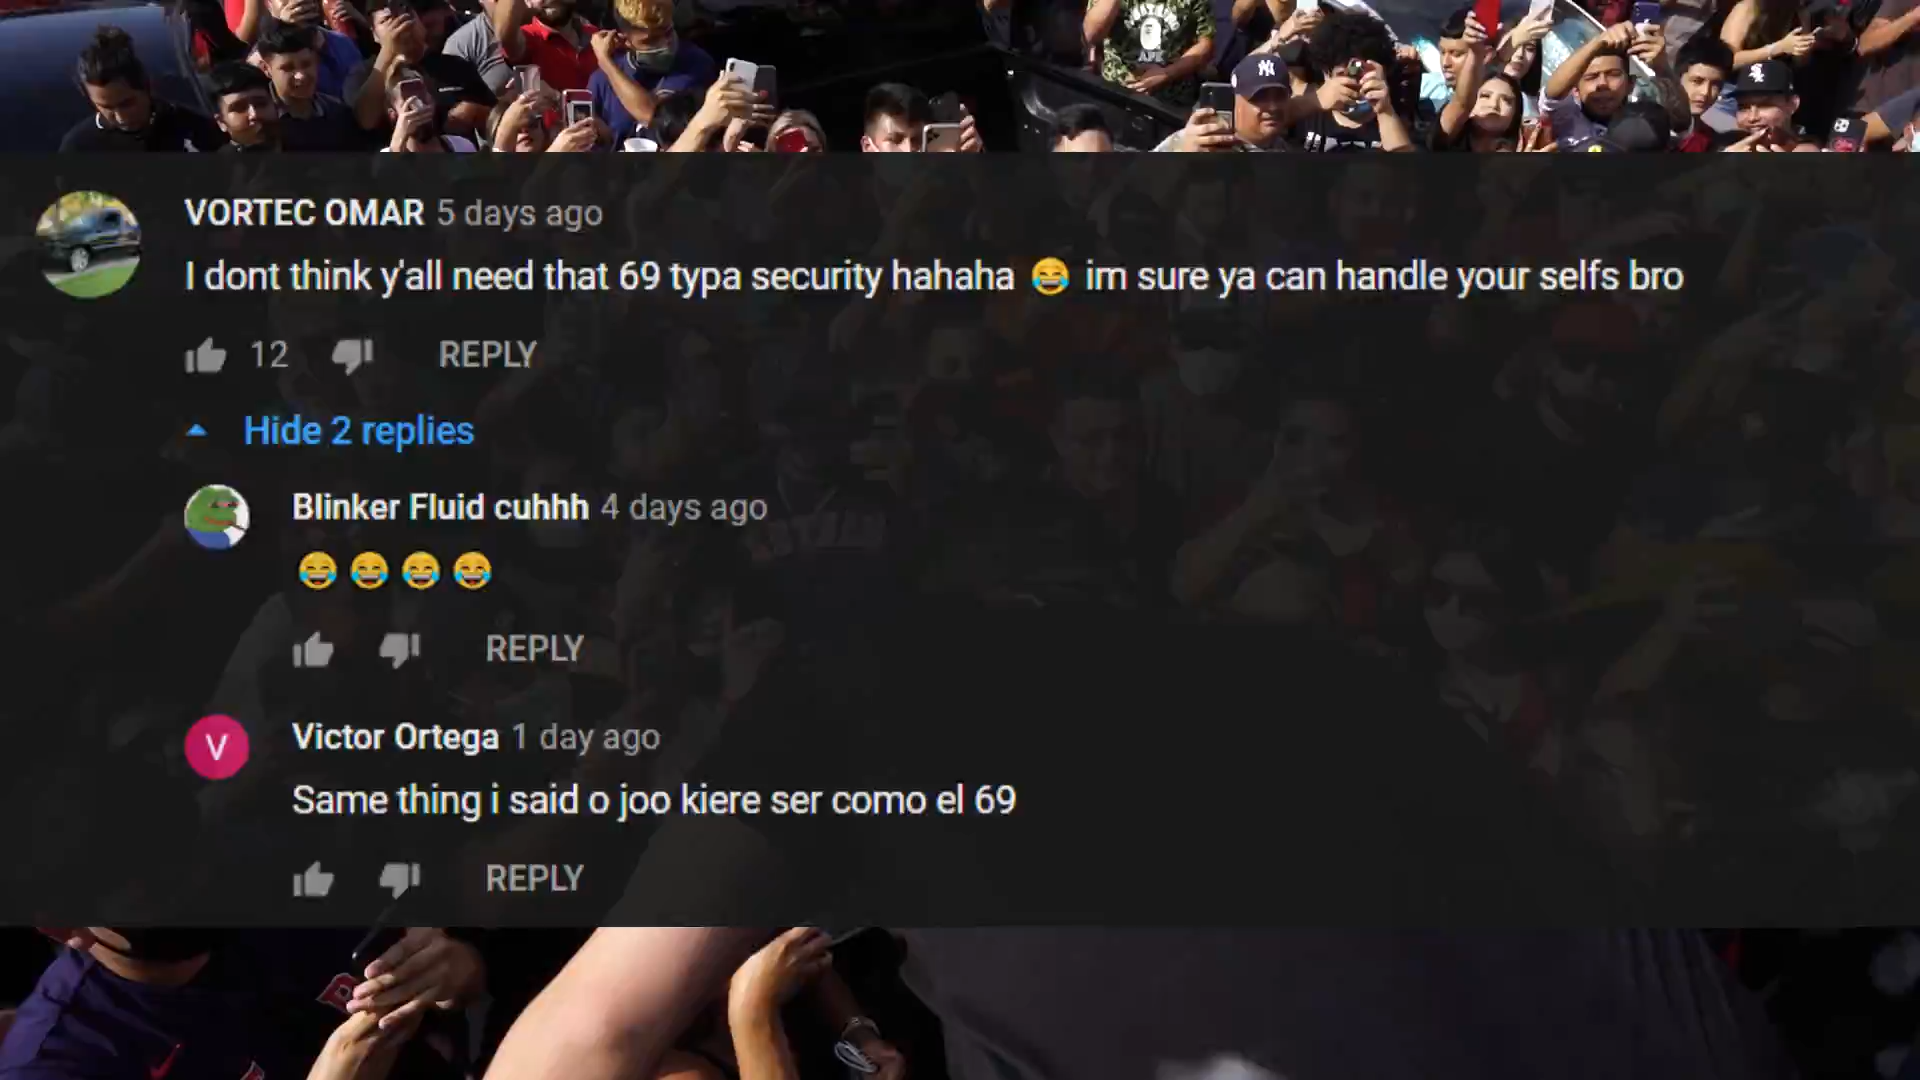 BATHING
APE
VORTEC OMAR 5 days ago
I dont think y'all need that 69 typa security hahaha 😂 im sure ya can handle your selfs bro
12 REPLY
Hide 2 replies
Blinker Fluid cuhhh 4 days ago
😂 😂 😂 😂
REPLY
V
Victor Ortega 1 day ago
Same thing i said o joo kiere ser como el 69
REPLY